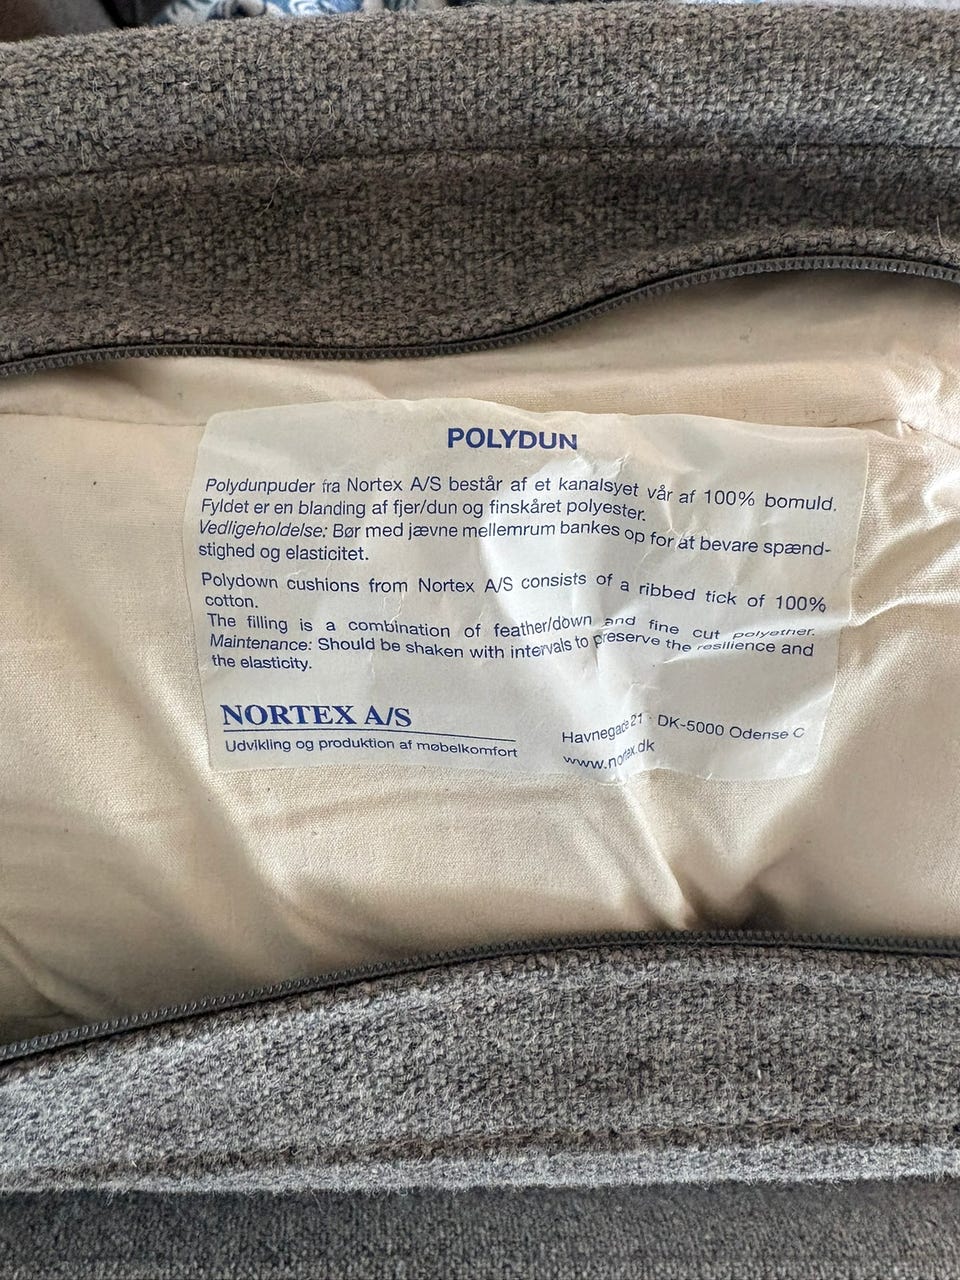 POLYDUN
Polydunpuder fra Nortex A/S består af et kanalsyet vår af 100% bomuld.
Fyldet er en blanding af fjer/dun og finskåret polyester.
Vedligeholdelse: Bør med jævne mellemrum bankes op for at bevare spænd-
stighed og elasticitet.
Polydown cushions from Nortex A/S consists of a ribbed tick of 100%
cotton.
The filling is a combination of feather/down and fine cut polyether.
Maintenance: Should be shaken with intervals to preserve the resilience and
the elasticity.
NORTEX A/S
Udvikling og produktion af møbelkomfort
Havnegade 21 · DK-5000 Odense C
www.nortex.dk